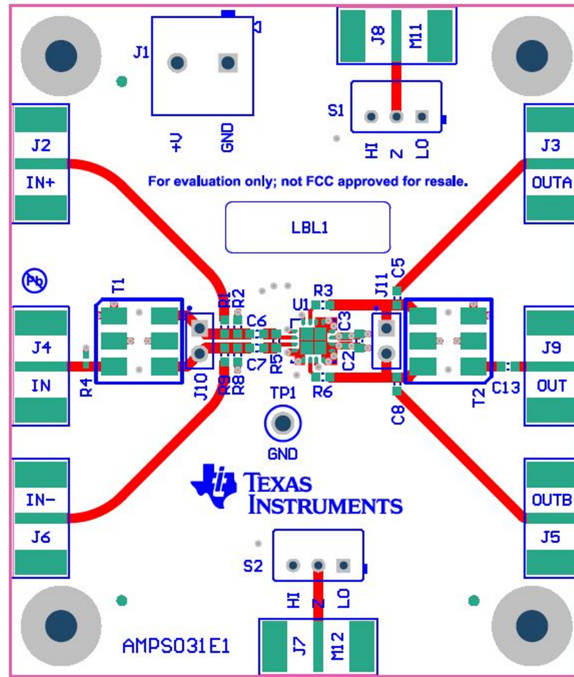 J1
J8
M11
S1
+V
GND
HI
Z
LO
J2
IN+
J3
OUTA
For evaluation only; not FCC approved for resale.
LBL1
Pb
T1
R1
R2
R3
J11
C5
U1
C6
C3
J4
IN
R4
J10
C7
R5
C2
J9
OUT
R9
R8
R6
C8
T2
C13
TP1
GND
IN-
J6
TEXAS
INSTRUMENTS
OUTB
J5
S2
HI
Z
LO
AMPS031E1
J7
M12